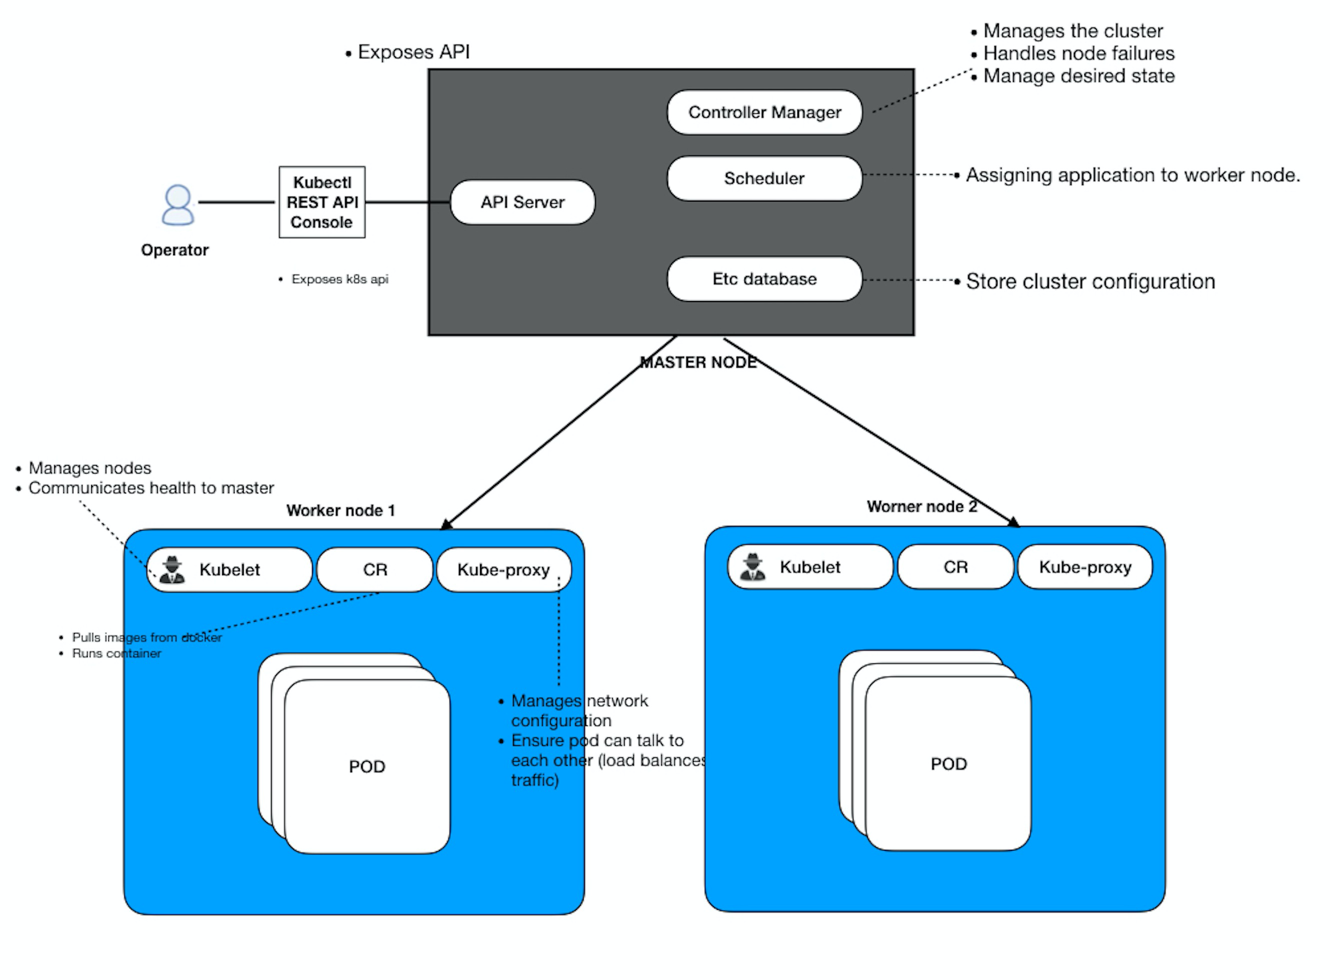 • Exposes API
• Manages the cluster
• Handles node failures
• Manage desired state
Controller Manager
Scheduler
• Assigning application to worker node.
Kubectl
REST API
Console
API Server
Operator
• Exposes k8s api
Etc database
• Store cluster configuration
MASTER NODE
• Manages nodes
• Communicates health to master
Worker node 1
Kubelet
CR
Kube-proxy
• Pulls images from docker
• Runs container
• Manages network
configuration
• Ensure pod can talk to
each other (load balances
traffic)
POD
Worner node 2
Kubelet
CR
Kube-proxy
POD